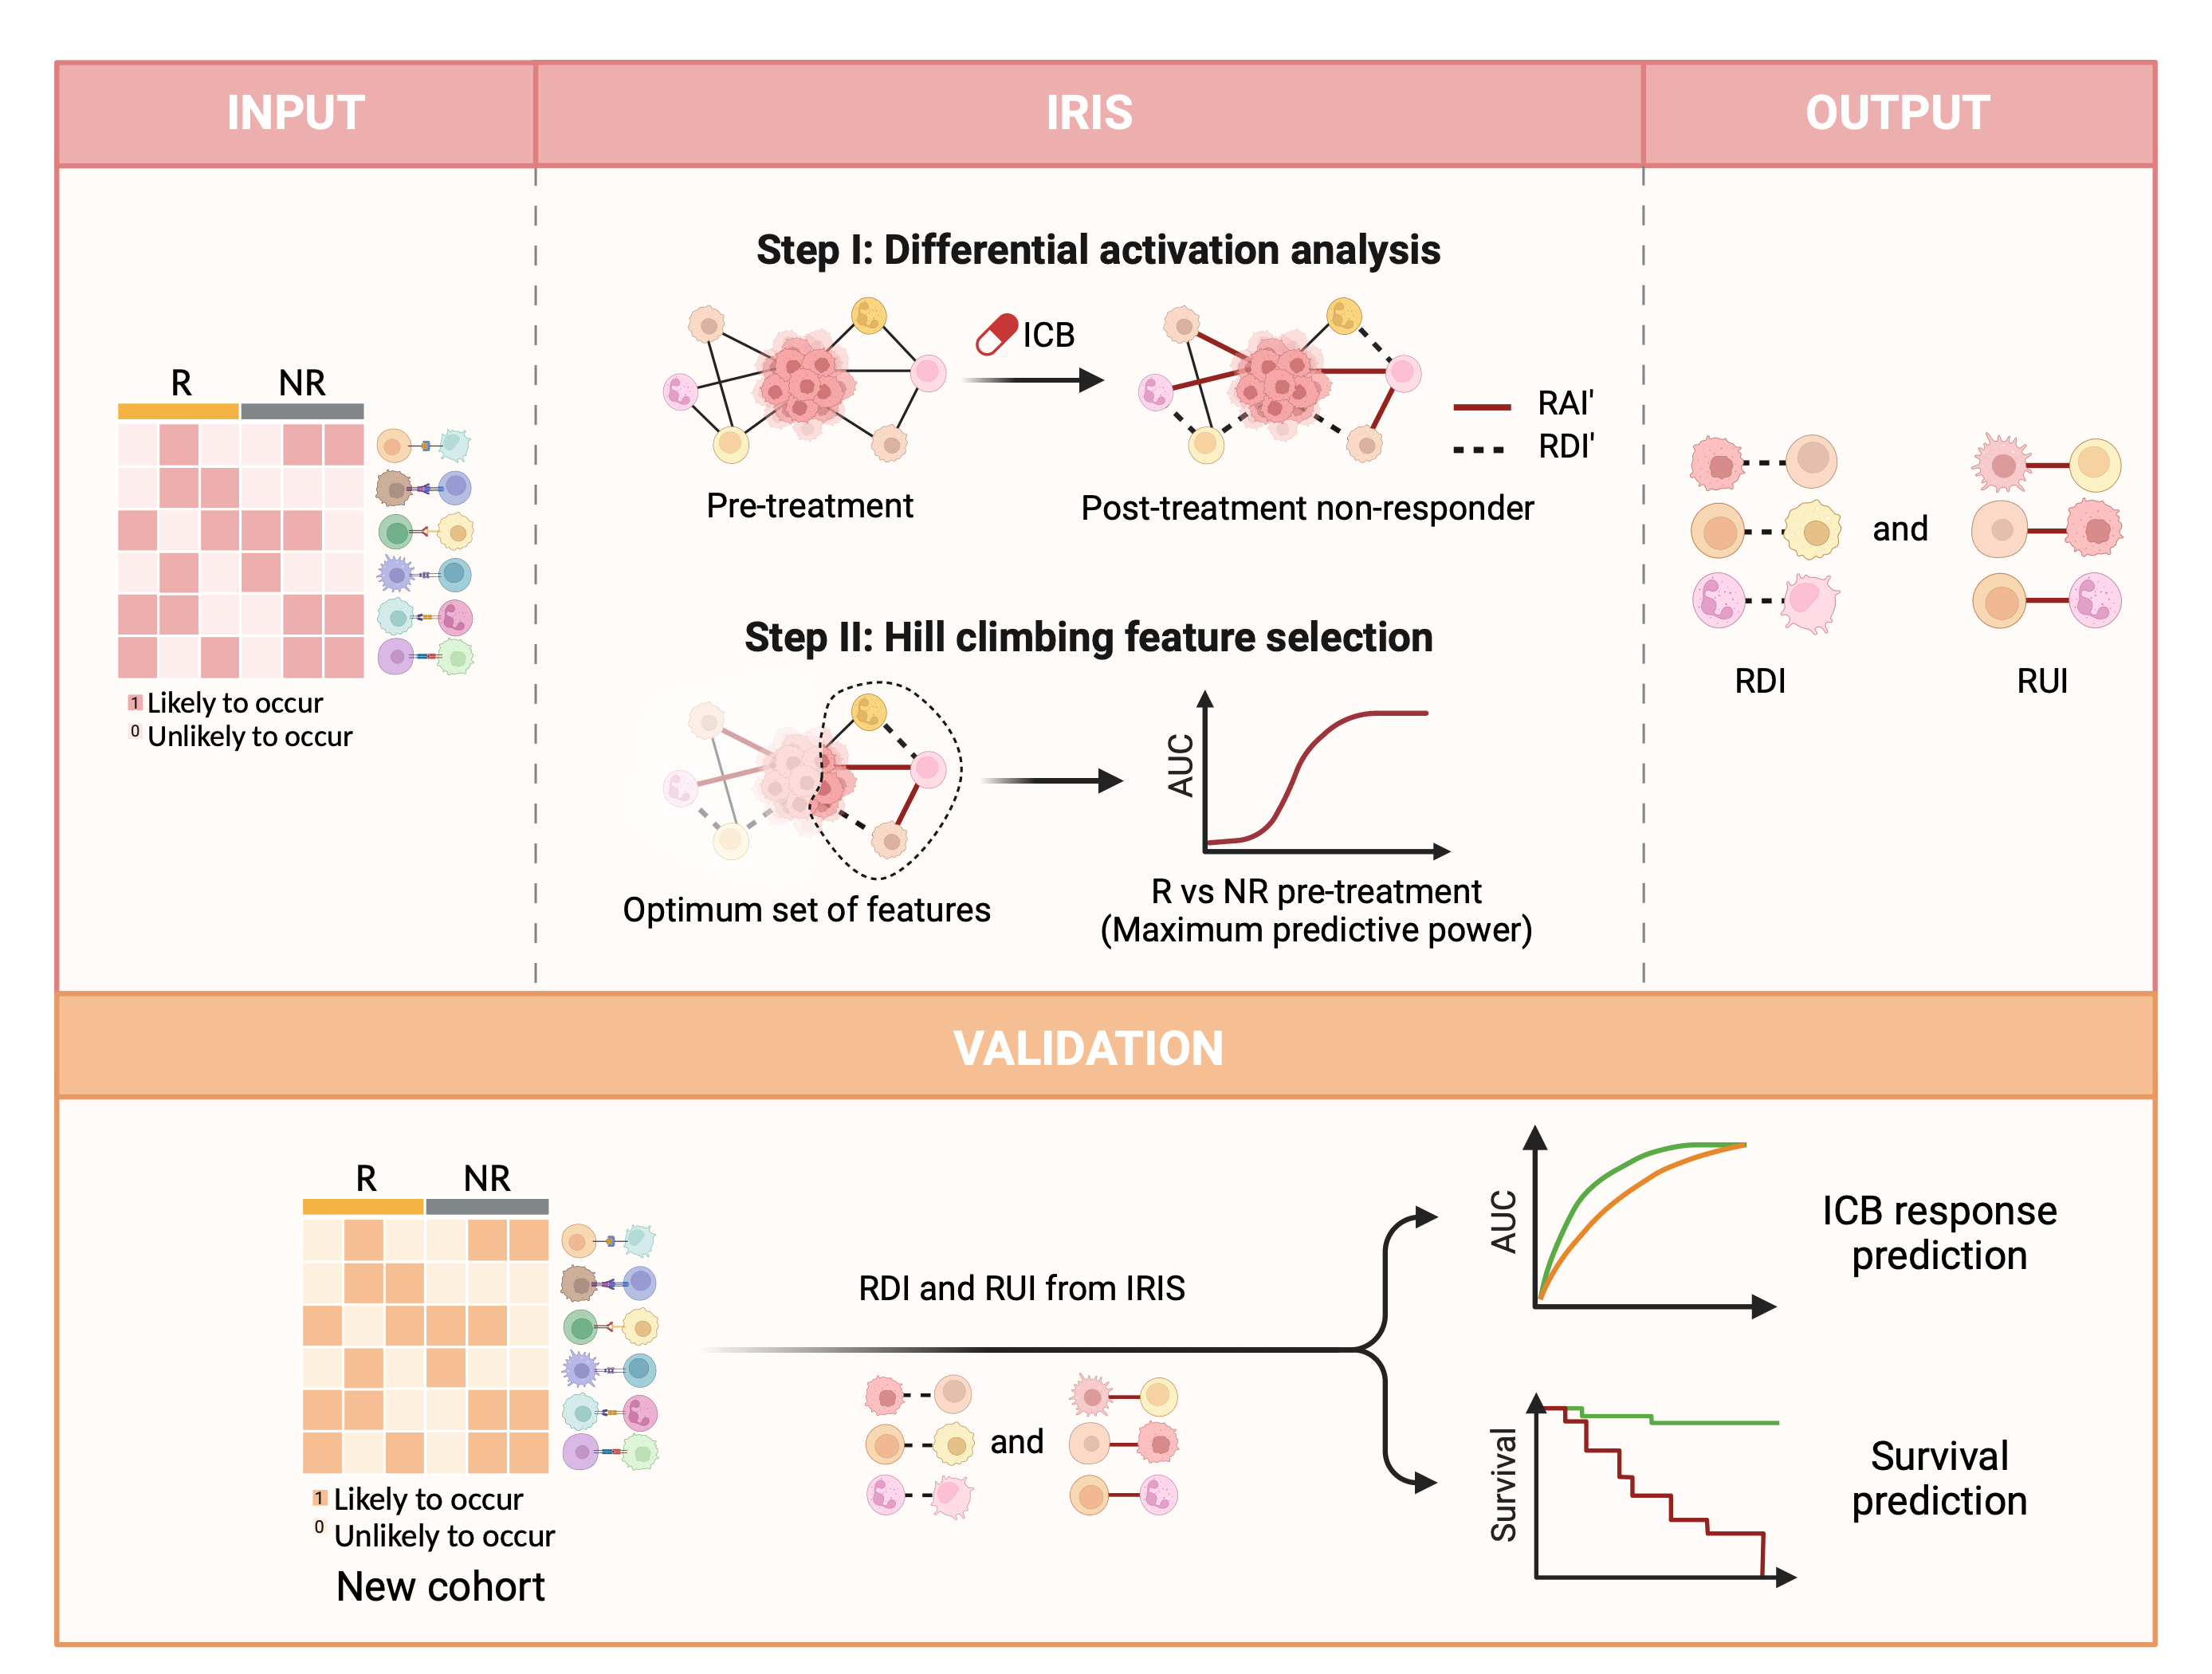 INPUT
IRIS
OUTPUT
R
NR
1 Likely to occur
0 Unlikely to occur
Step I: Differential activation analysis
ICB
RAI'
RDI'
Pre-treatment
Post-treatment non-responder
Step II: Hill climbing feature selection
Optimum set of features
AUC
R vs NR pre-treatment
(Maximum predictive power)
and
RDI
RUI
VALIDATION
R
NR
1 Likely to occur
0 Unlikely to occur
New cohort
RDI and RUI from IRIS
and
AUC
ICB response
prediction
Survival
Survival
prediction